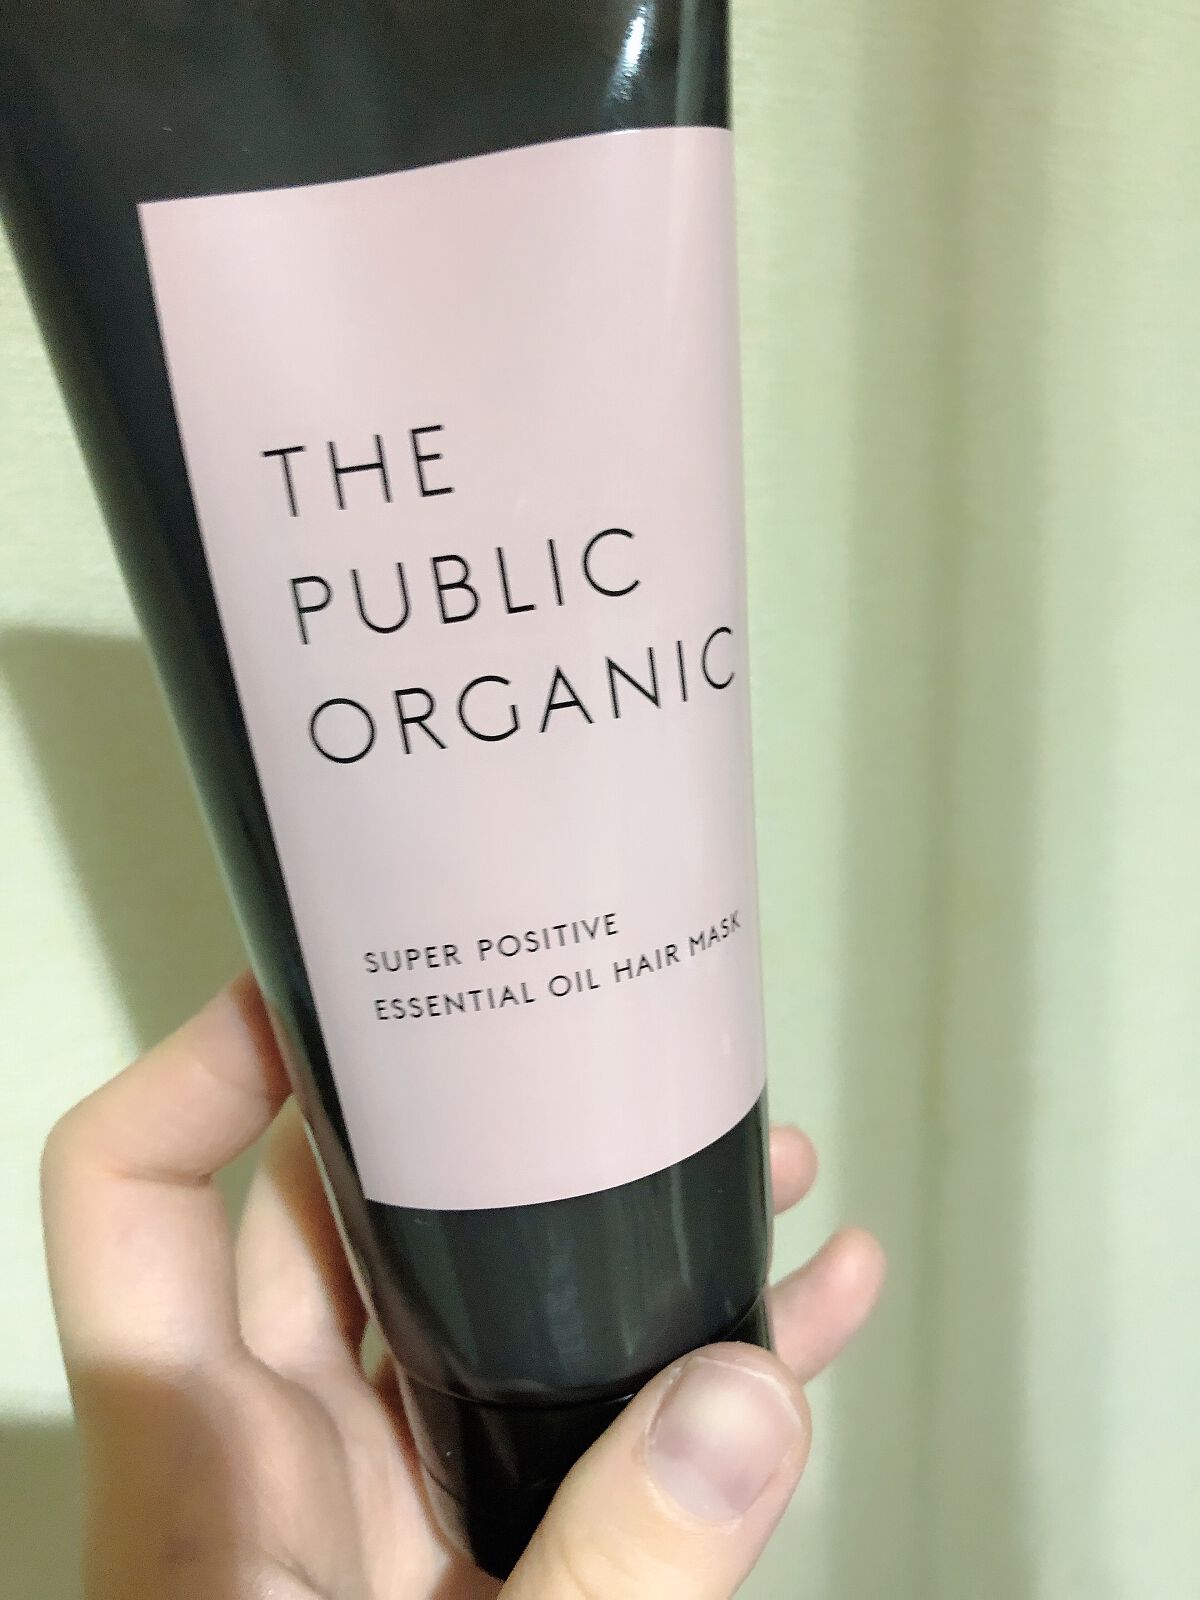 THE
PUBLIC
ORGANIC
SUPER POSITIVE
ESSENTIAL OIL HAIR MASK